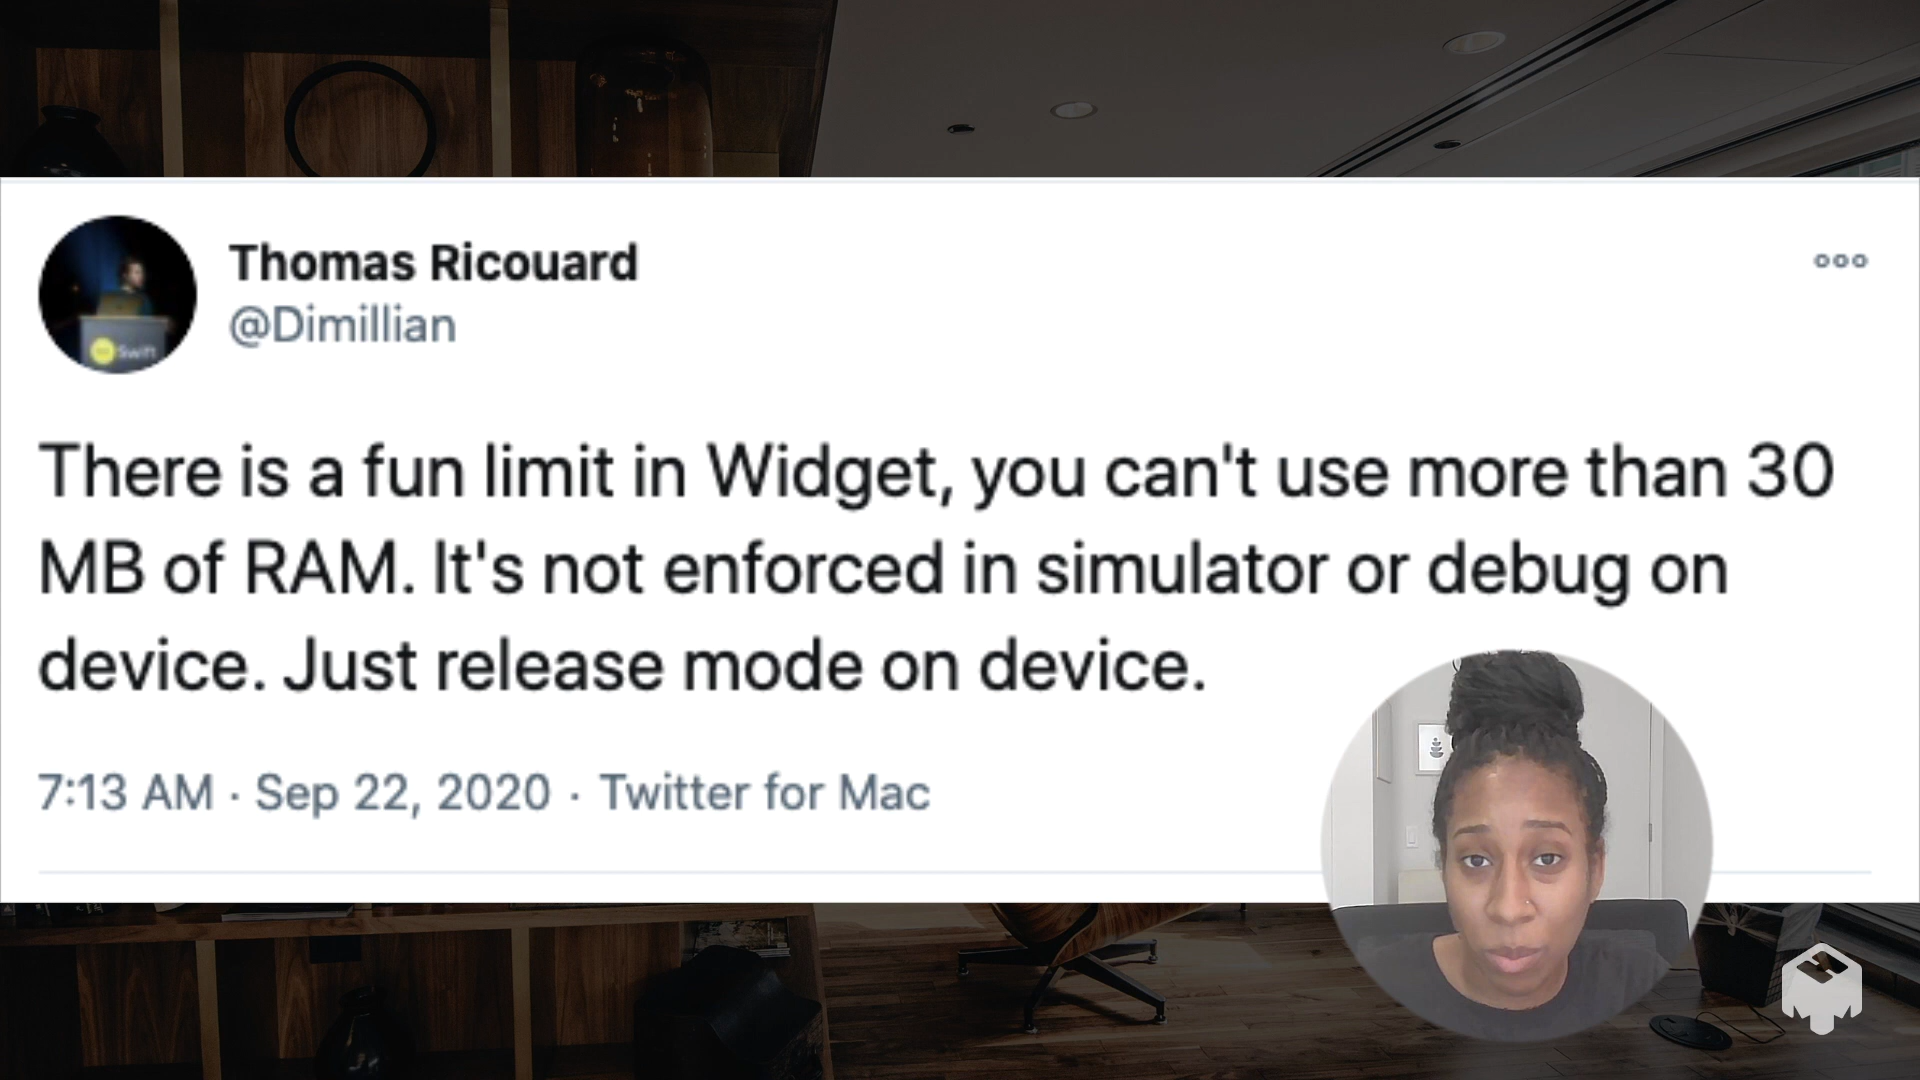 Thomas Ricouard
@Dimillian
There is a fun limit in Widget, you can't use more than 30
MB of RAM. It's not enforced in simulator or debug on
device. Just release mode on device.
7:13 AM · Sep 22, 2020 · Twitter for Mac
Swift